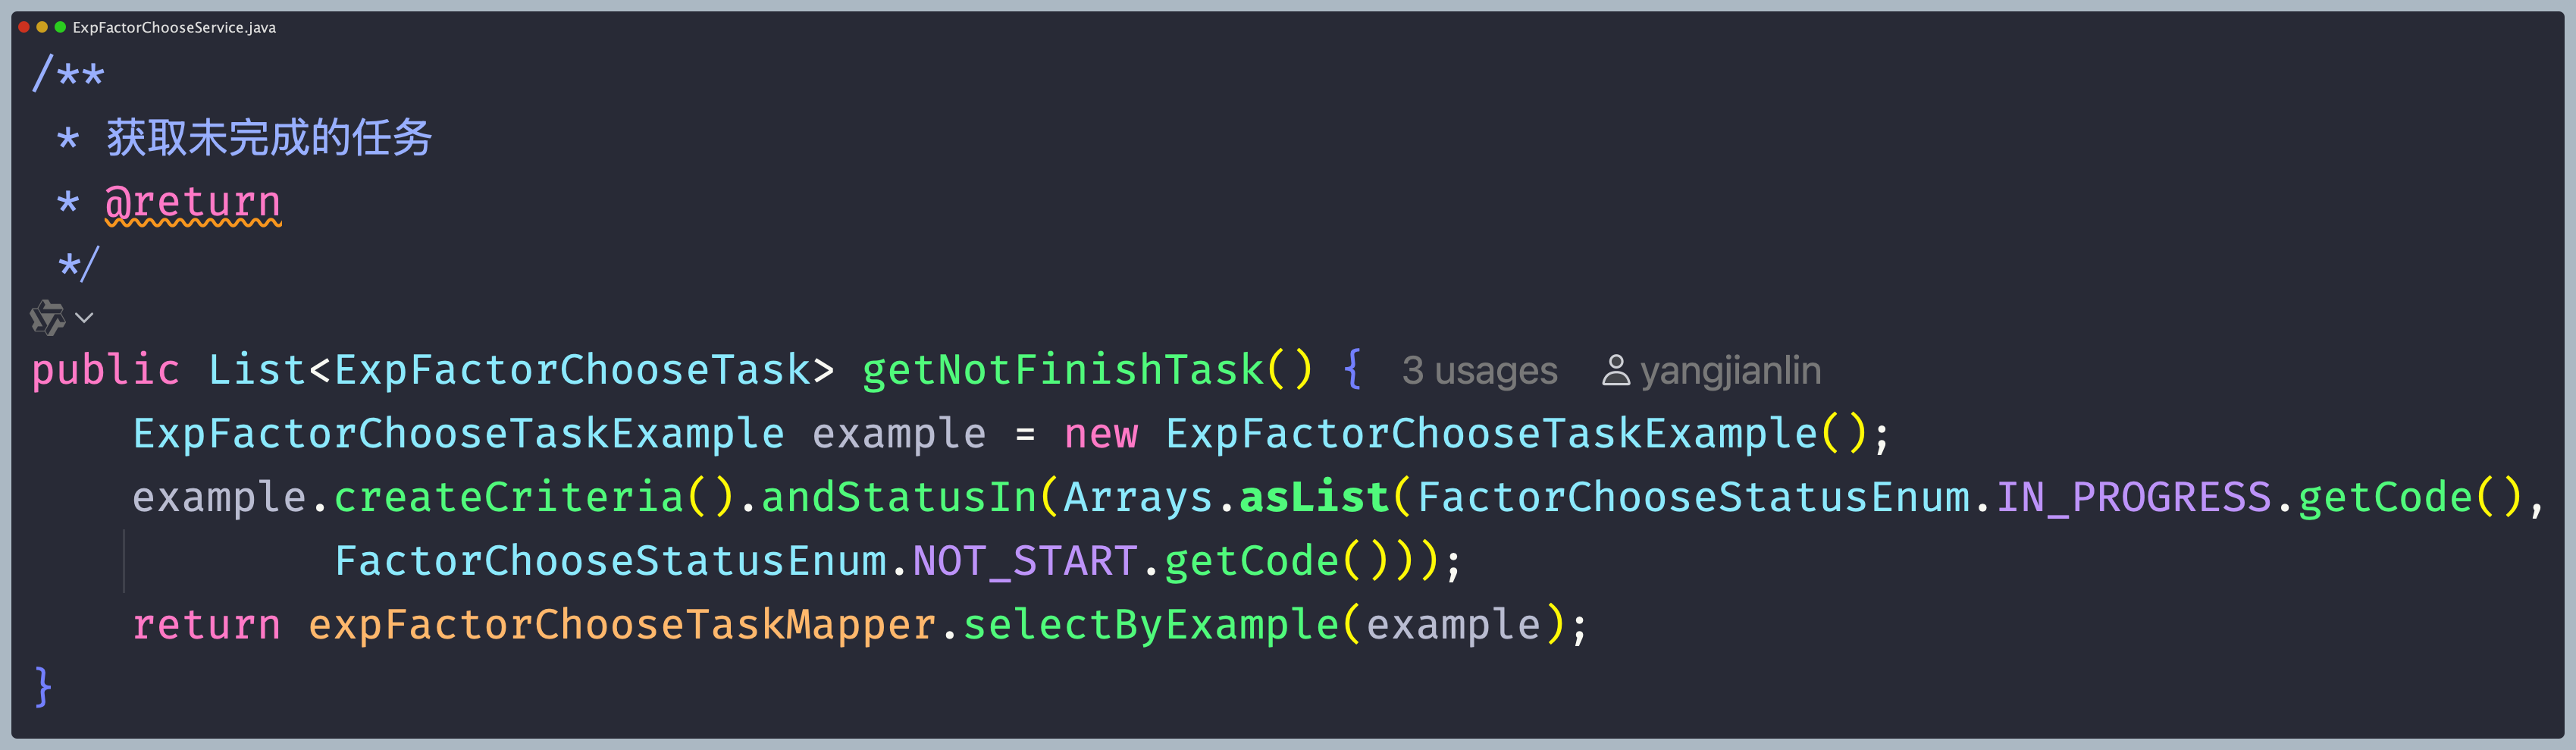 ExpFactorChooseService.java
/**
 * 获取未完成的任务
 * @return
 */
public List<ExpFactorChooseTask> getNotFinishTask() { 3 usages yangjianlin
    ExpFactorChooseTaskExample example = new ExpFactorChooseTaskExample();
    example.createCriteria().andStatusIn(Arrays.asList(FactorChooseStatusEnum.IN_PROGRESS.getCode(),
            FactorChooseStatusEnum.NOT_START.getCode()));
    return expFactorChooseTaskMapper.selectByExample(example);
}